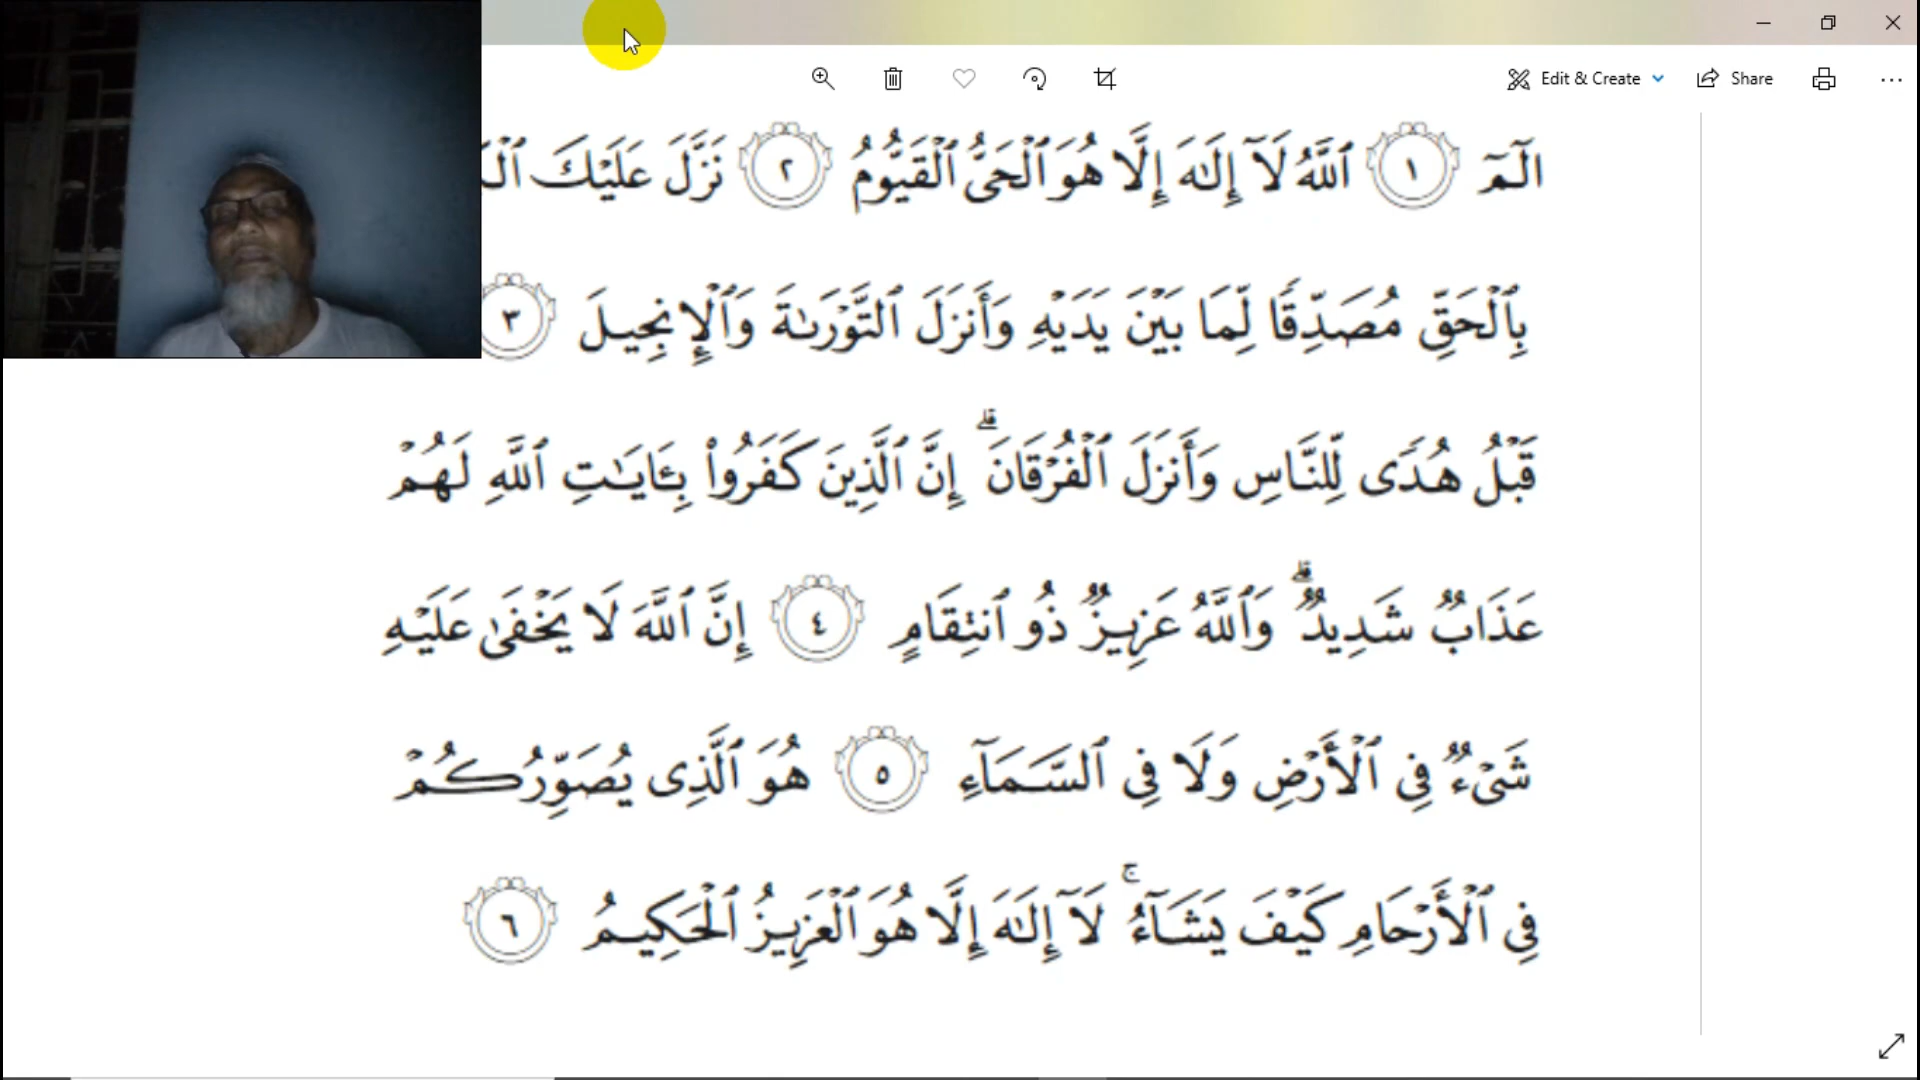 Edit & Create
Share
الٓمٓ ١ ٱللَّهُ لَآ إِلَٰهَ إِلَّا هُوَ ٱلْحَىُّ ٱلْقَيُّومُ ٢ نَزَّلَ عَلَيْكَ
بِٱلْحَقِّ مُصَدِّقًا لِّمَا بَيْنَ يَدَيْهِ وَأَنزَلَ ٱلتَّوْرَىٰةَ وَٱلْإِنجِيلَ ٣
قَبْلُ هُدًى لِّلنَّاسِ وَأَنزَلَ ٱلْفُرْقَانَ ۗ إِنَّ ٱلَّذِينَ كَفَرُوا۟ بِـَٔايَـٰتِ ٱللَّهِ لَهُمْ
عَذَابٌ شَدِيدٌ ۗ وَٱللَّهُ عَزِيزٌ ذُو ٱنتِقَامٍ ٤ إِنَّ ٱللَّهَ لَا يَخْفَىٰ عَلَيْهِ
شَىْءٌ فِى ٱلْأَرْضِ وَلَا فِى ٱلسَّمَآءِ ٥ هُوَ ٱلَّذِى يُصَوِّرُكُمْ
فِى ٱلْأَرْحَامِ كَيْفَ يَشَآءُ ۚ لَآ إِلَٰهَ إِلَّا هُوَ ٱلْعَزِيزُ ٱلْحَكِيمُ ٦